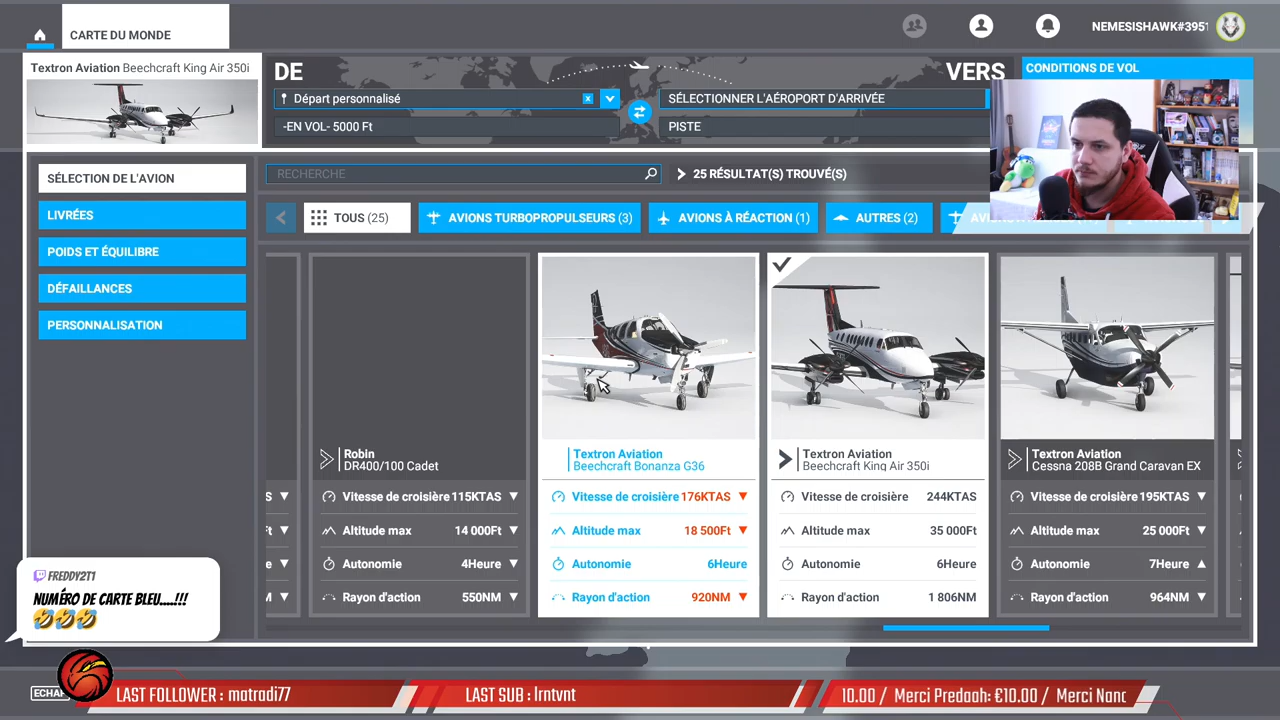 CARTE DU MONDE
NEMESISHAWK#3951
Textron Aviation Beechcraft King Air 350i
DE
VERS
CONDITIONS DE VOL
Départ personnalisé
x
SÉLECTIONNER L'AÉROPORT D'ARRIVÉE
-EN VOL- 5000 Ft
PISTE
SÉLECTION DE L'AVION
RECHERCHE
25 RÉSULTAT(S) TROUVÉ(S)
LIVRÉES
POIDS ET ÉQUILIBRE
DÉFAILLANCES
PERSONNALISATION
TOUS (25)
AVIONS TURBOPROPULSEURS (3)
AVIONS À RÉACTION (1)
AUTRES (2)
Robin
DR400/100 Cadet
Vitesse de croisière 115KTAS
Altitude max 14 000Ft
Autonomie 4Heure
Rayon d'action 550NM
Textron Aviation
Beechcraft Bonanza G36
Vitesse de croisière 176KTAS
Altitude max 18 500Ft
Autonomie 6Heure
Rayon d'action 920NM
Textron Aviation
Beechcraft King Air 350i
Vitesse de croisière 244KTAS
Altitude max 35 000Ft
Autonomie 6Heure
Rayon d'action 1 806NM
Textron Aviation
Cessna 208B Grand Caravan EX
Vitesse de croisière 195KTAS
Altitude max 25 000Ft
Autonomie 7Heure
Rayon d'action 964NM
FREDDY2T1
NUMÉRO DE CARTE BLEU.....!!!
🤣🤣🤣
LAST FOLLOWER : matradi77
LAST SUB : lrntvnt
10.00 / Merci Predaah: €10.00 / Merci Nanc